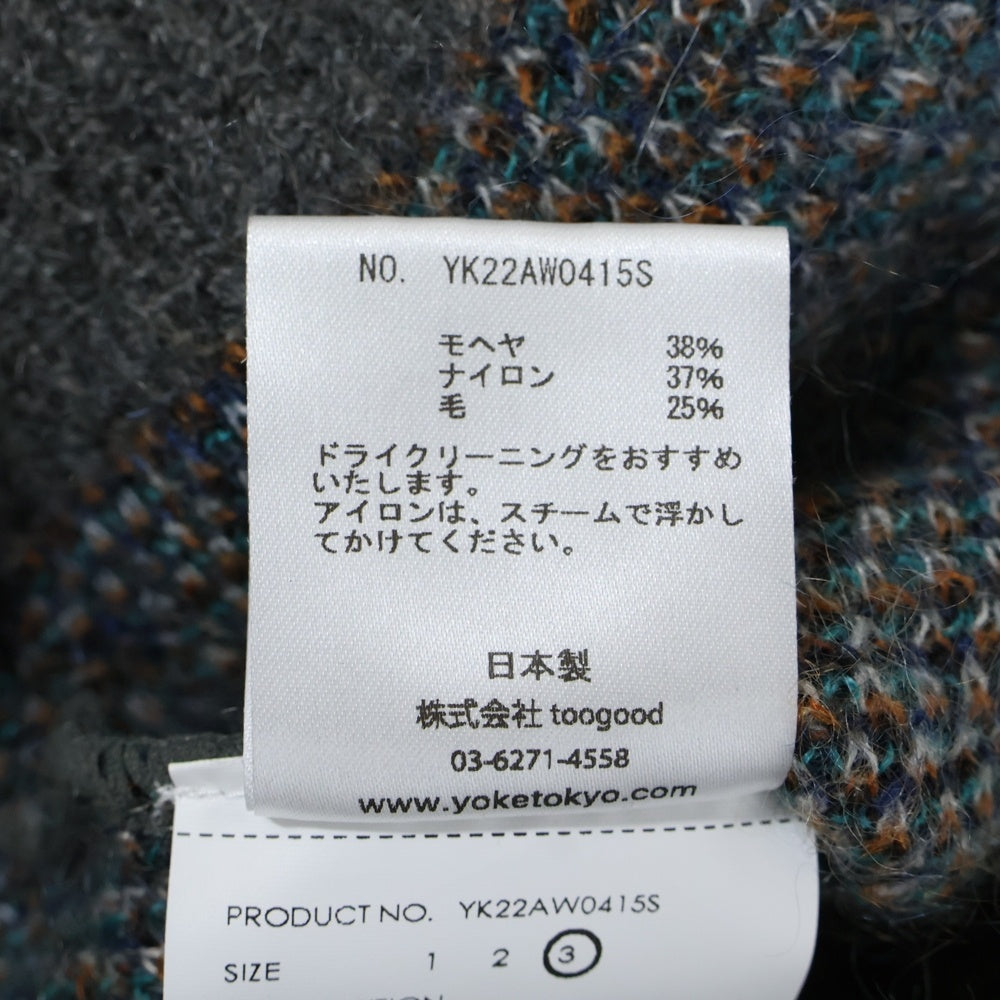 NO. YK22AW0415S
モヘヤ 38%
ナイロン 37%
毛 25%
ドライクリーニングをおすすめ
いたします。
アイロンは、スチームで浮かし
てかけてください。
日本製
株式会社 toogood
03-6271-4558
www.yoketokyo.com
PRODUCT NO. YK22AW0415S
SIZE 1 2 3